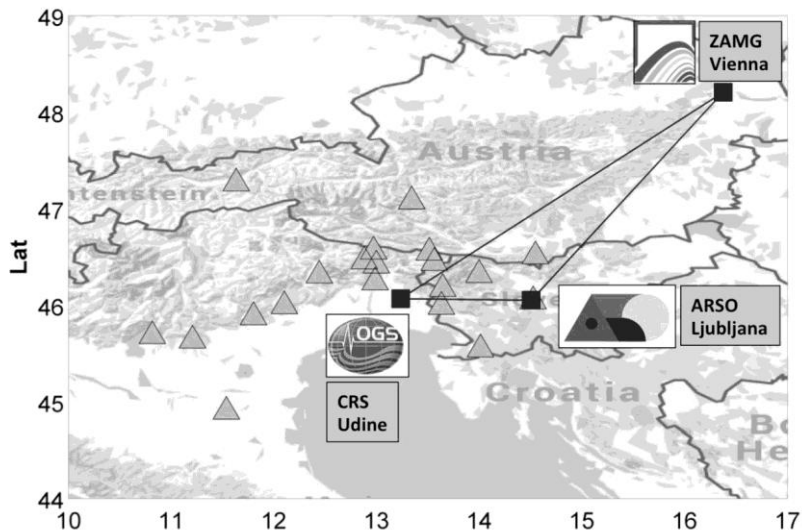 49
ZAMG
Vienna
48
Austria
47
ntenstein
Lat
46
ARSO
Ljubljana
OGS
CRS
Udine
45
Croatia
44
10 11 12 13 14 15 16 17